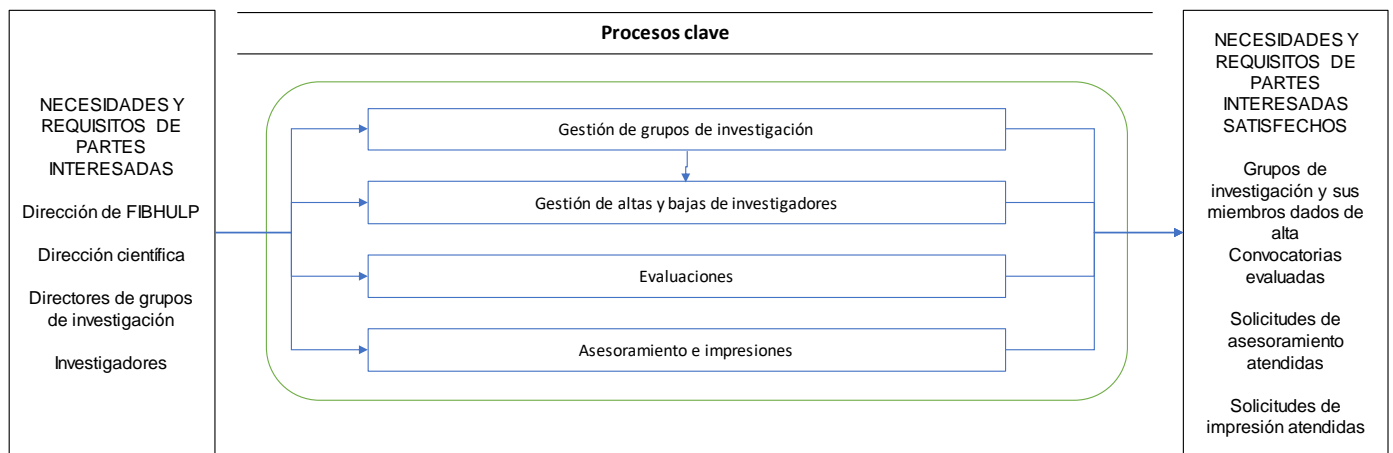 Procesos clave
NECESIDADES Y
REQUISITOS DE
PARTES
INTERESADAS
Dirección de FIBHULP
Dirección científica
Directores de grupos
de investigación
Investigadores
Gestión de grupos de investigación
Gestión de altas y bajas de investigadores
Evaluaciones
Asesoramiento e impresiones
NECESIDADES Y
REQUISITOS DE
PARTES
INTERESADAS
SATISFECHOS
Grupos de
investigación y sus
miembros dados de
alta
Convocatorias
evaluadas
Solicitudes de
asesoramiento
atendidas
Solicitudes de
impresión atendidas